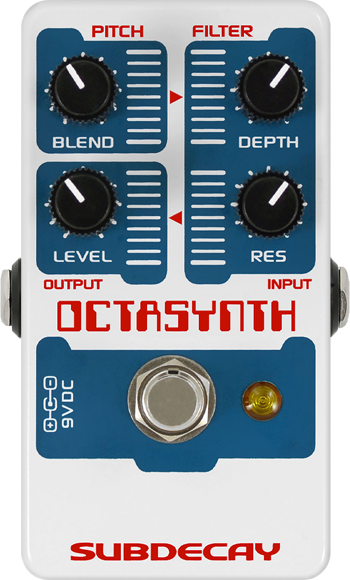 PITCH FILTER
BLEND DEPTH
LEVEL RES
OUTPUT INPUT
OCTASYNTH
9VDC
SUBDECAY